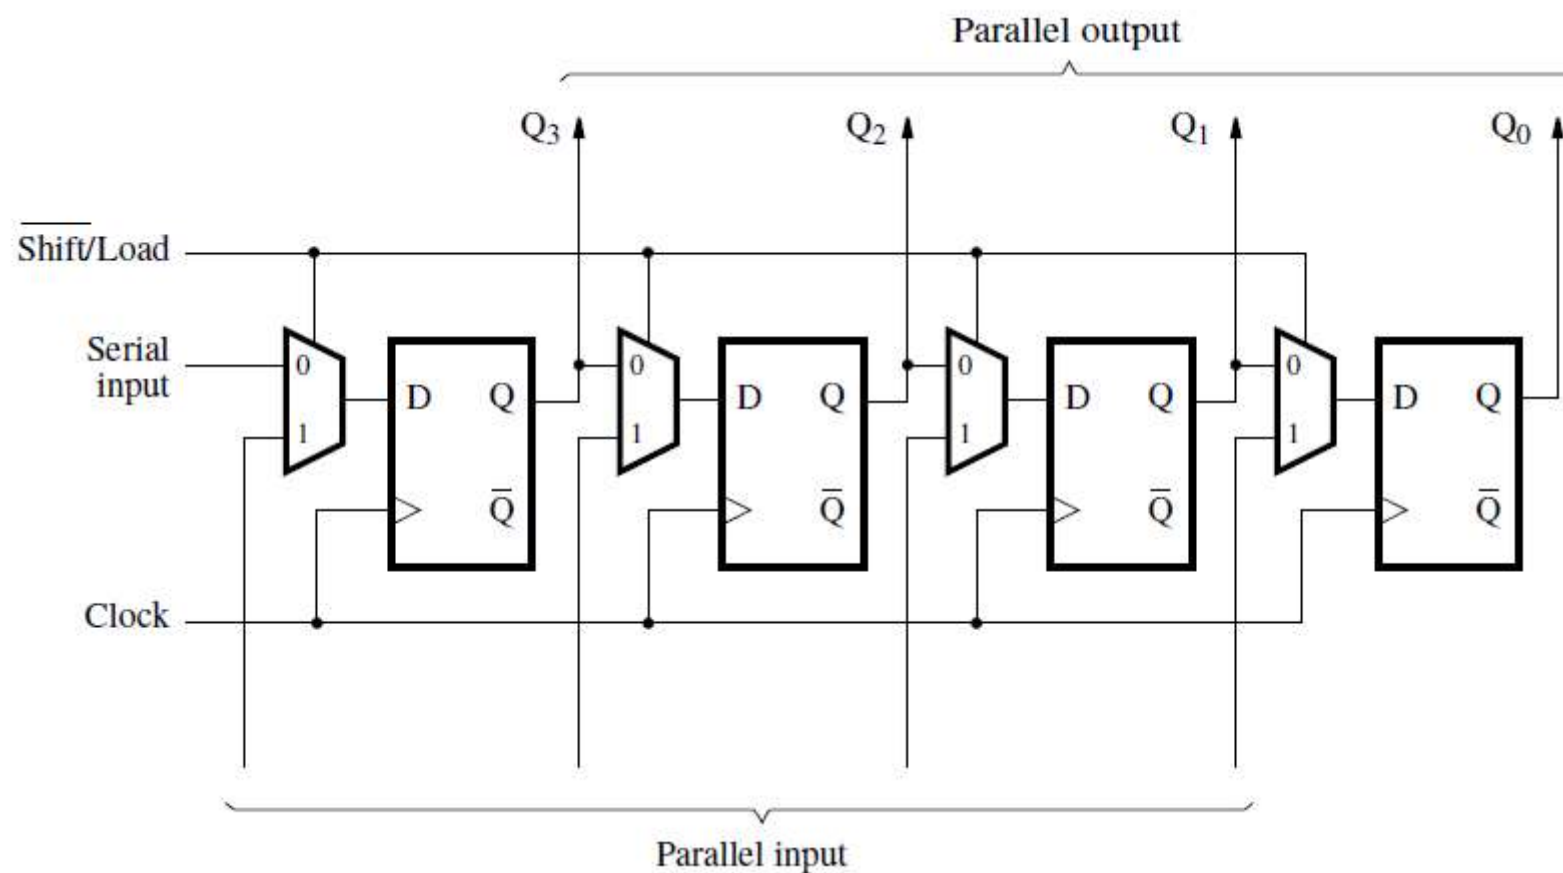 Parallel output
Q3 Q2 Q1 Q0
Shift/Load
Serial
input
0 0 0 0
D Q D Q D Q D Q
1 1 1 1
Q̅ Q̅ Q̅ Q̅
Clock
Parallel input